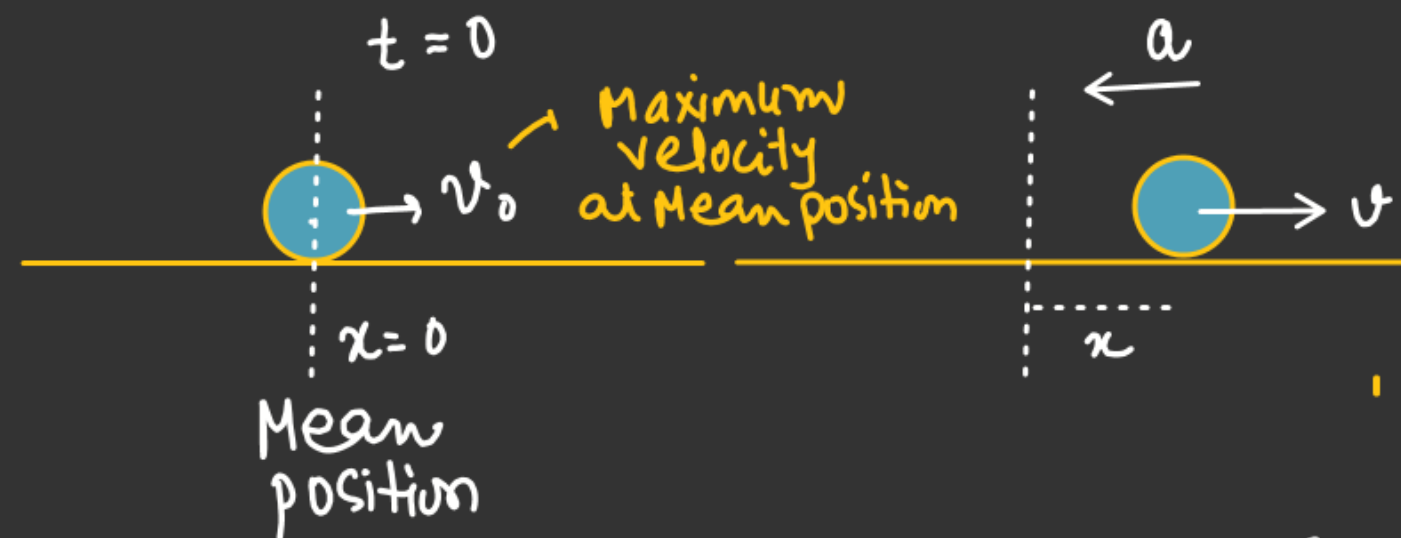 t = 0
Maximum
velocity
at Mean position
v₀
a
v
x = 0
x
Mean
position